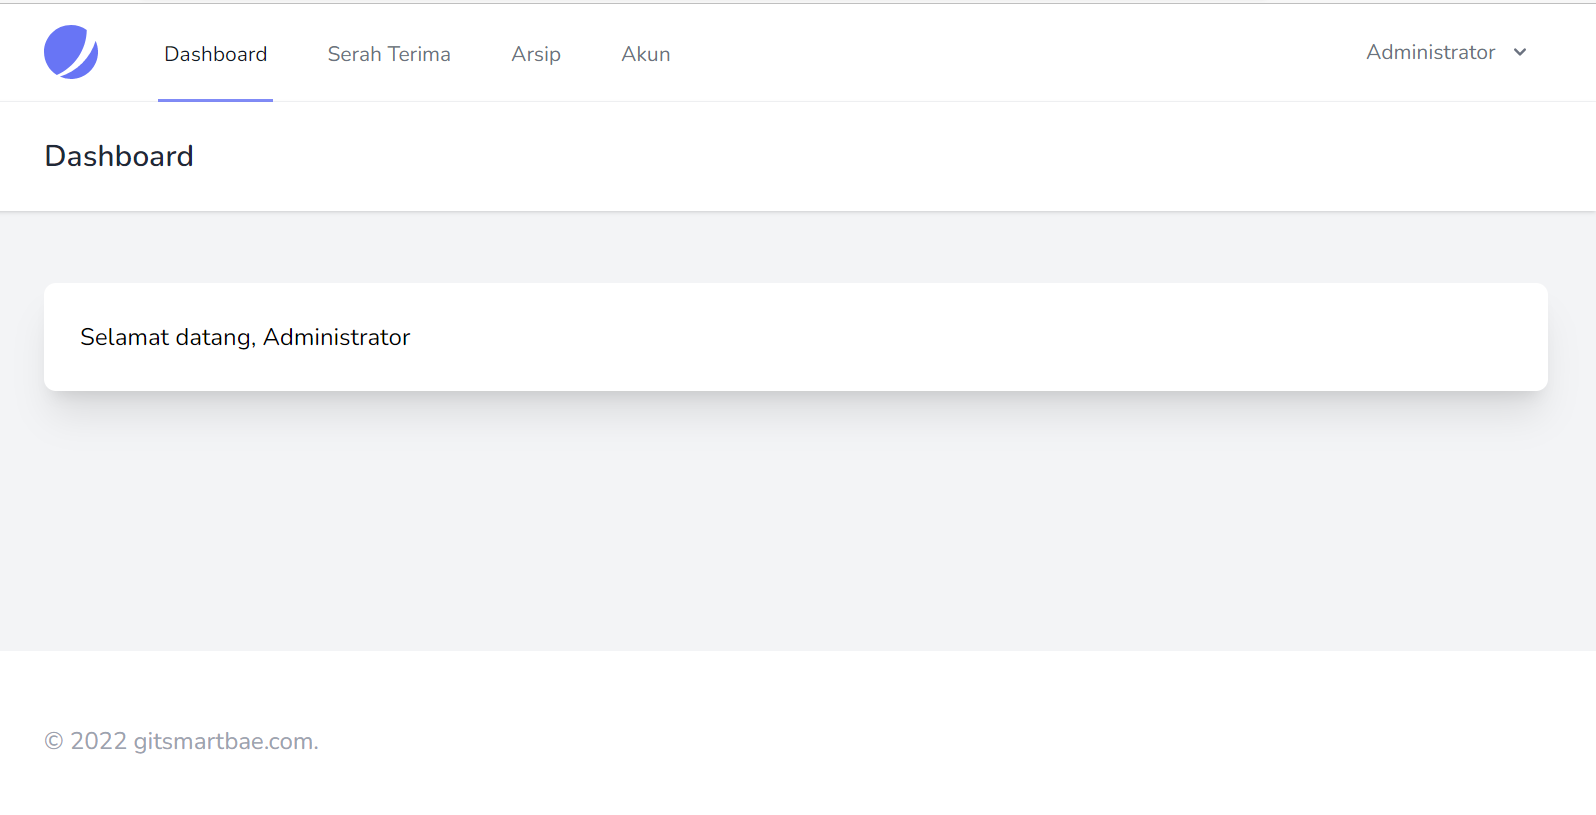 Dashboard Serah Terima Arsip Akun Administrator
Dashboard
Selamat datang, Administrator
© 2022 gitsmartbae.com.